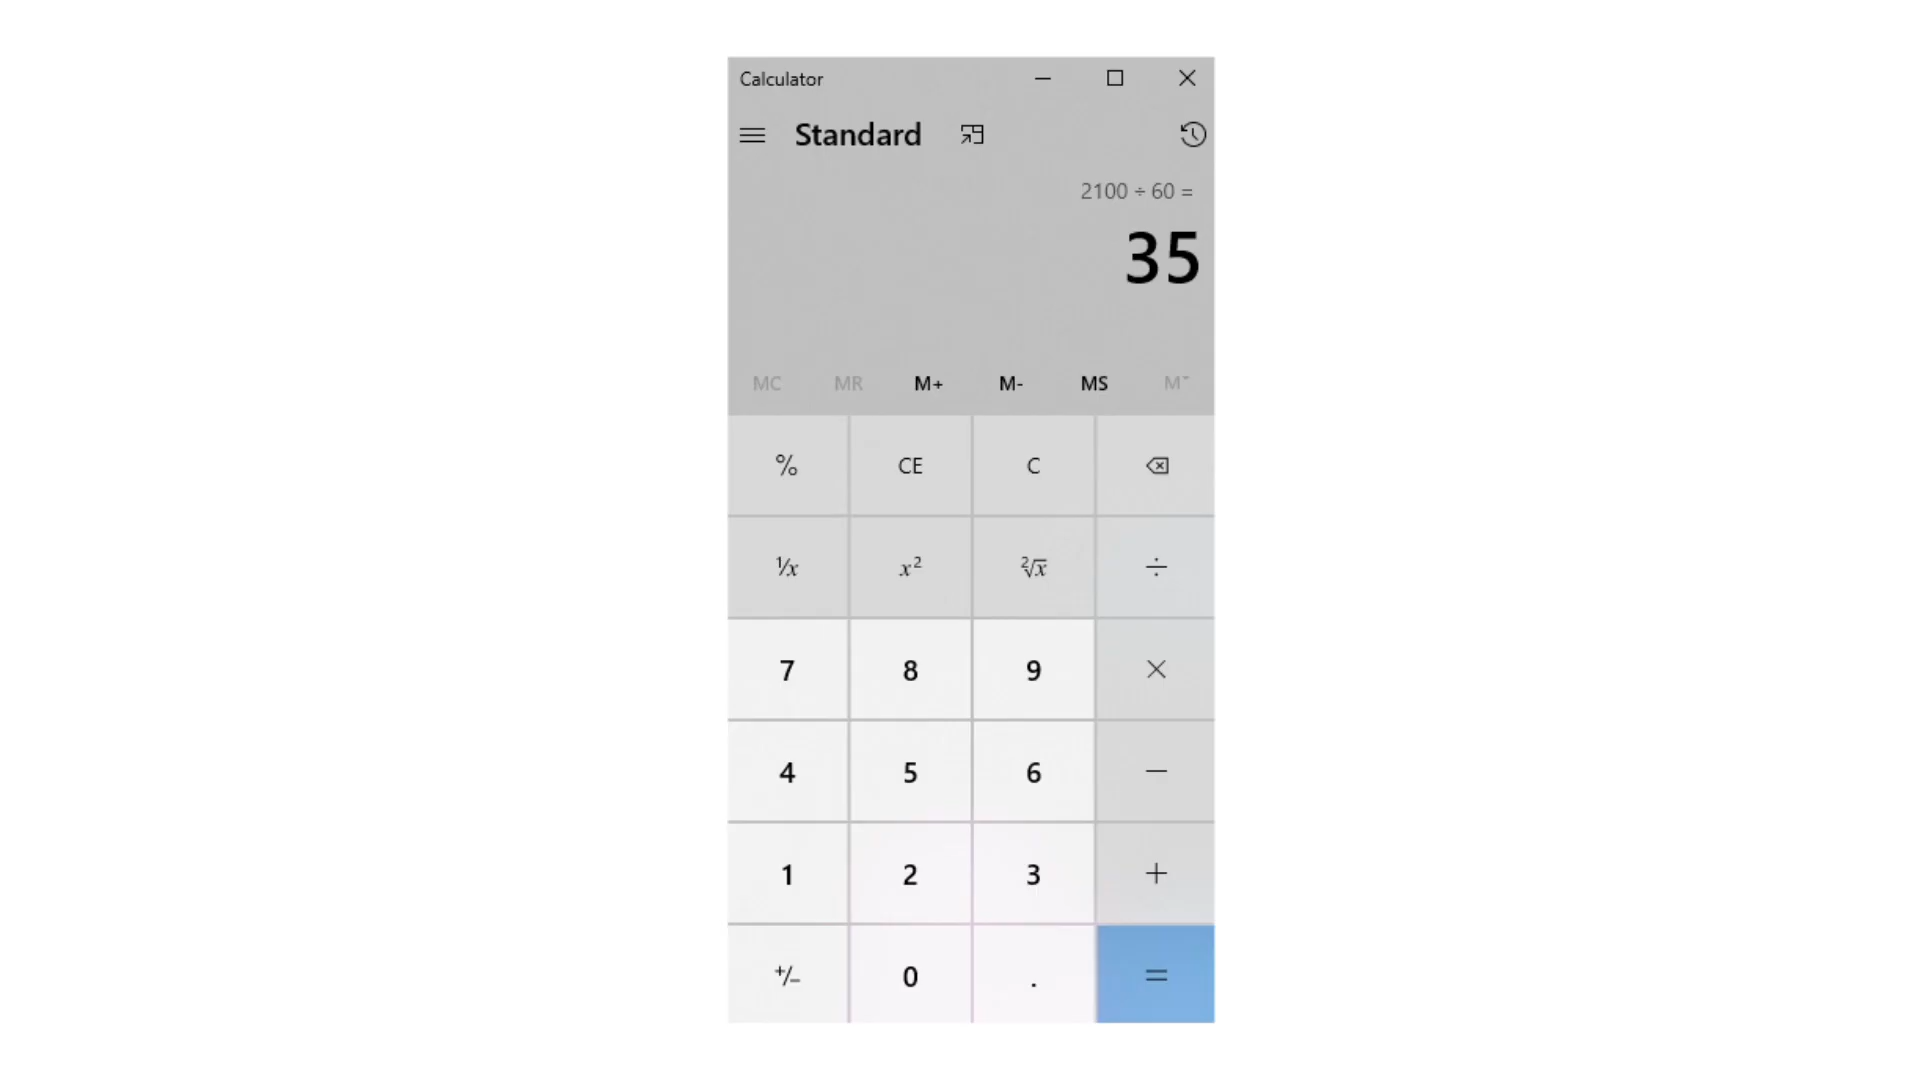 Calculator
Standard
2100 ÷ 60 =
35
MC MR M+ M- MS M˅
% CE C
¹⁄x x² ²√x ÷
7 8 9 ×
4 5 6 −
1 2 3 +
+/− 0 . =